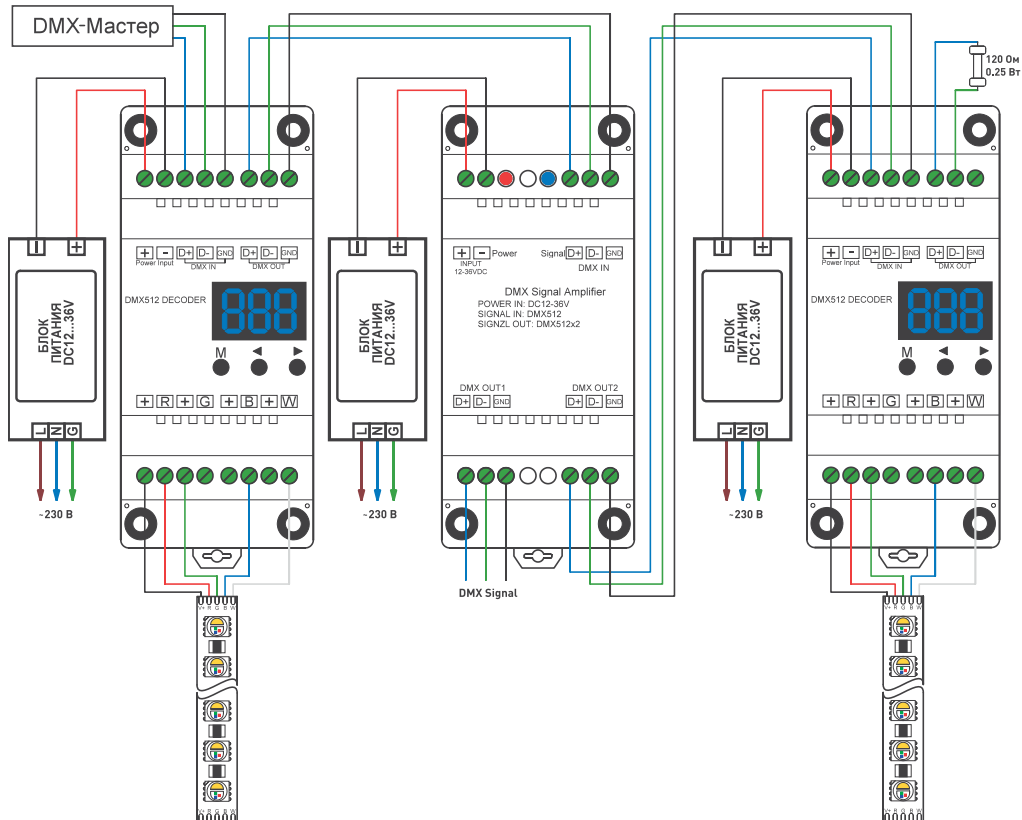 DMX-Мастер
120 Ом
0.25 Вт
+ - D+ D- GND D+ D- GND
Power Input DMX IN DMX OUT
DMX512 DECODER
888
M ◄ ►
+ R + G + B + W
— +
БЛОК
ПИТАНИЯ
DC12...36V
L N G
~230 В
V+ R G B W
V+ R G B W
+ - Power Signal D+ D- GND
INPUT
12-36VDC
DMX IN
DMX Signal Amplifier
POWER IN: DC12-36V
SIGNAL IN: DMX512
SIGNZL OUT: DMX512x2
DMX OUT1 DMX OUT2
D+ D- GND D+ D- GND
— +
БЛОК
ПИТАНИЯ
DC12...36V
L N G
~230 В
DMX Signal
+ - D+ D- GND D+ D- GND
Power Input DMX IN DMX OUT
DMX512 DECODER
888
M ◄ ►
+ R + G + B + W
— +
БЛОК
ПИТАНИЯ
DC12...36V
L N G
~230 В
V+ R G B W
V+ R G B W